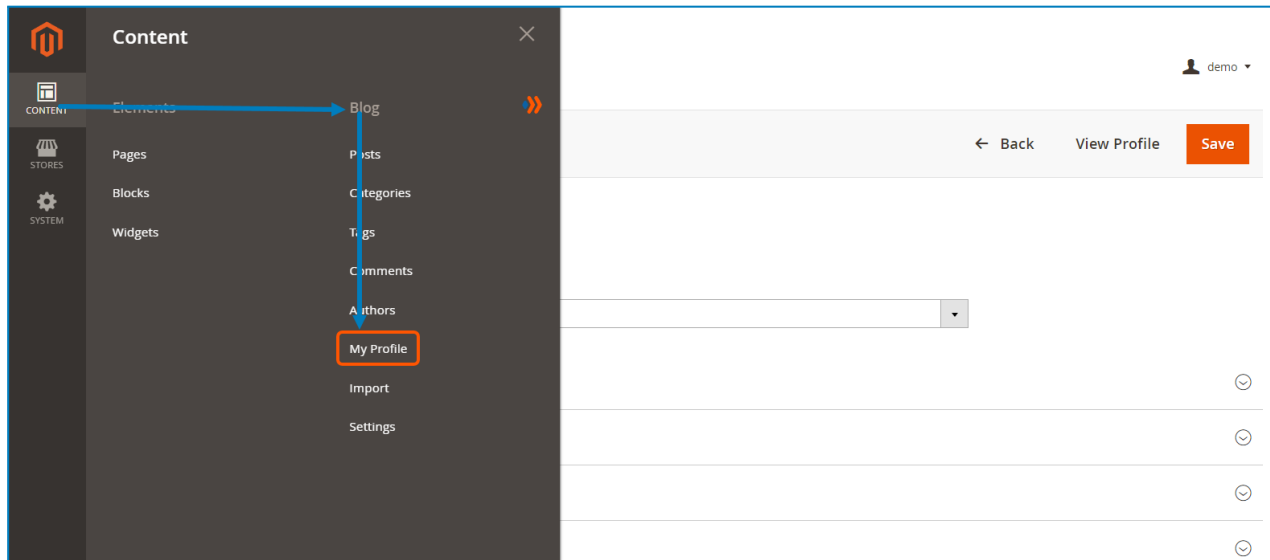 Content
demo
CONTENT
Elements
Blog
Back
View Profile
Save
STORES
Pages
Posts
Blocks
Categories
SYSTEM
Widgets
Tags
Comments
Authors
My Profile
Import
Settings